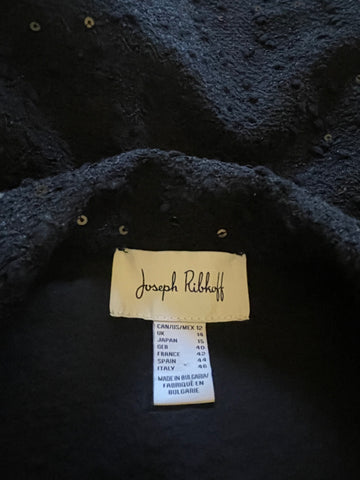 Joseph Ribkoff
CAN/US/MEX 12
UK 14
JAPAN 15
GER 40
FRANCE 42
SPAIN 44
ITALY 46
MADE IN BULGARIA/
FABRIQUÉ EN
BULGARIE